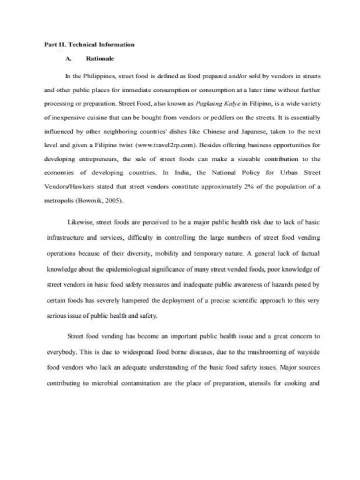 Part II. Technical Information
A. Rationale
In the Philippines, street food is defined as food prepared and/or sold by vendors in streets
and other public places for immediate consumption or consumption at a later time without further
processing or preparation. Street Food, also known as Pagkaing Kalye in Filipino, is a wide variety
of inexpensive cuisine that can be bought from vendors or peddlers on the streets. It is essentially
influenced by other neighboring countries' dishes like Chinese and Japanese, taken to the next
level and given a Filipino twist (www.travel2rp.com). Besides offering business opportunities for
developing entrepreneurs, the sale of street foods can make a sizeable contribution to the
economies of developing countries. In India, the National Policy for Urban Street
Vendors/Hawkers stated that street vendors constitute approximately 2% of the population of a
metropolis (Bowmik, 2005).
Likewise, street foods are perceived to be a major public health risk due to lack of basic
infrastructure and services, difficulty in controlling the large numbers of street food vending
operations because of their diversity, mobility and temporary nature. A general lack of factual
knowledge about the epidemiological significance of many street vended foods, poor knowledge of
street vendors in basic food safety measures and inadequate public awareness of hazards posed by
certain foods has severely hampered the deployment of a precise scientific approach to this very
serious issue of public health and safety.
Street food vending has become an important public health issue and a great concern to
everybody. This is due to widespread food borne diseases, due to the mushrooming of wayside
food vendors who lack an adequate understanding of the basic food safety issues. Major sources
contributing to microbial contamination are the place of preparation, utensils for cooking and